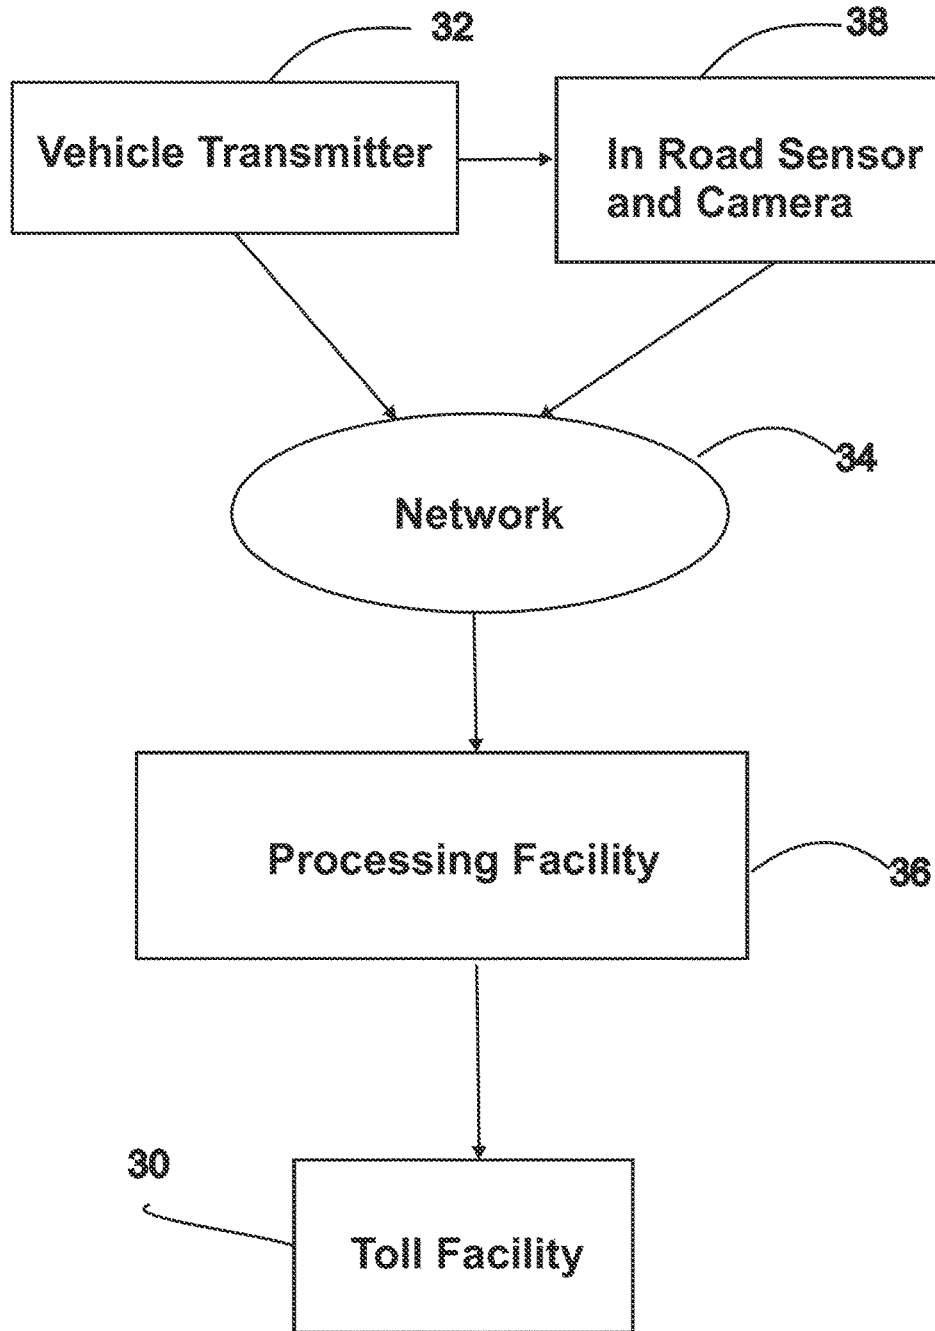 32
38
Vehicle Transmitter
In Road Sensor
and Camera
34
Network
Processing Facility
36
30
Toll Facility